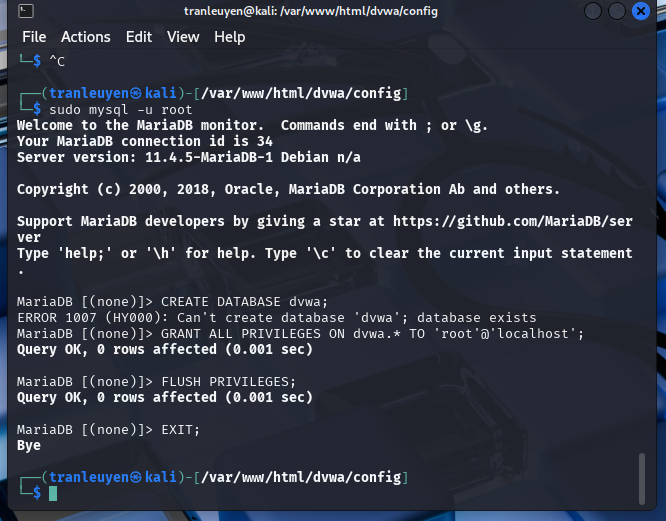 tranleuyen@kali: /var/www/html/dvwa/config
File Actions Edit View Help
└─$ ^C
┌──(tranleuyen㉿kali)-[/var/www/html/dvwa/config]
└─$ sudo mysql -u root
Welcome to the MariaDB monitor.  Commands end with ; or \g.
Your MariaDB connection id is 34
Server version: 11.4.5-MariaDB-1 Debian n/a
Copyright (c) 2000, 2018, Oracle, MariaDB Corporation Ab and others.
Support MariaDB developers by giving a star at https://github.com/MariaDB/ser
ver
Type 'help;' or '\h' for help. Type '\c' to clear the current input statement
.
MariaDB [(none)]> CREATE DATABASE dvwa;
ERROR 1007 (HY000): Can't create database 'dvwa'; database exists
MariaDB [(none)]> GRANT ALL PRIVILEGES ON dvwa.* TO 'root'@'localhost';
Query OK, 0 rows affected (0.001 sec)
MariaDB [(none)]> FLUSH PRIVILEGES;
Query OK, 0 rows affected (0.001 sec)
MariaDB [(none)]> EXIT;
Bye
┌──(tranleuyen㉿kali)-[/var/www/html/dvwa/config]
└─$